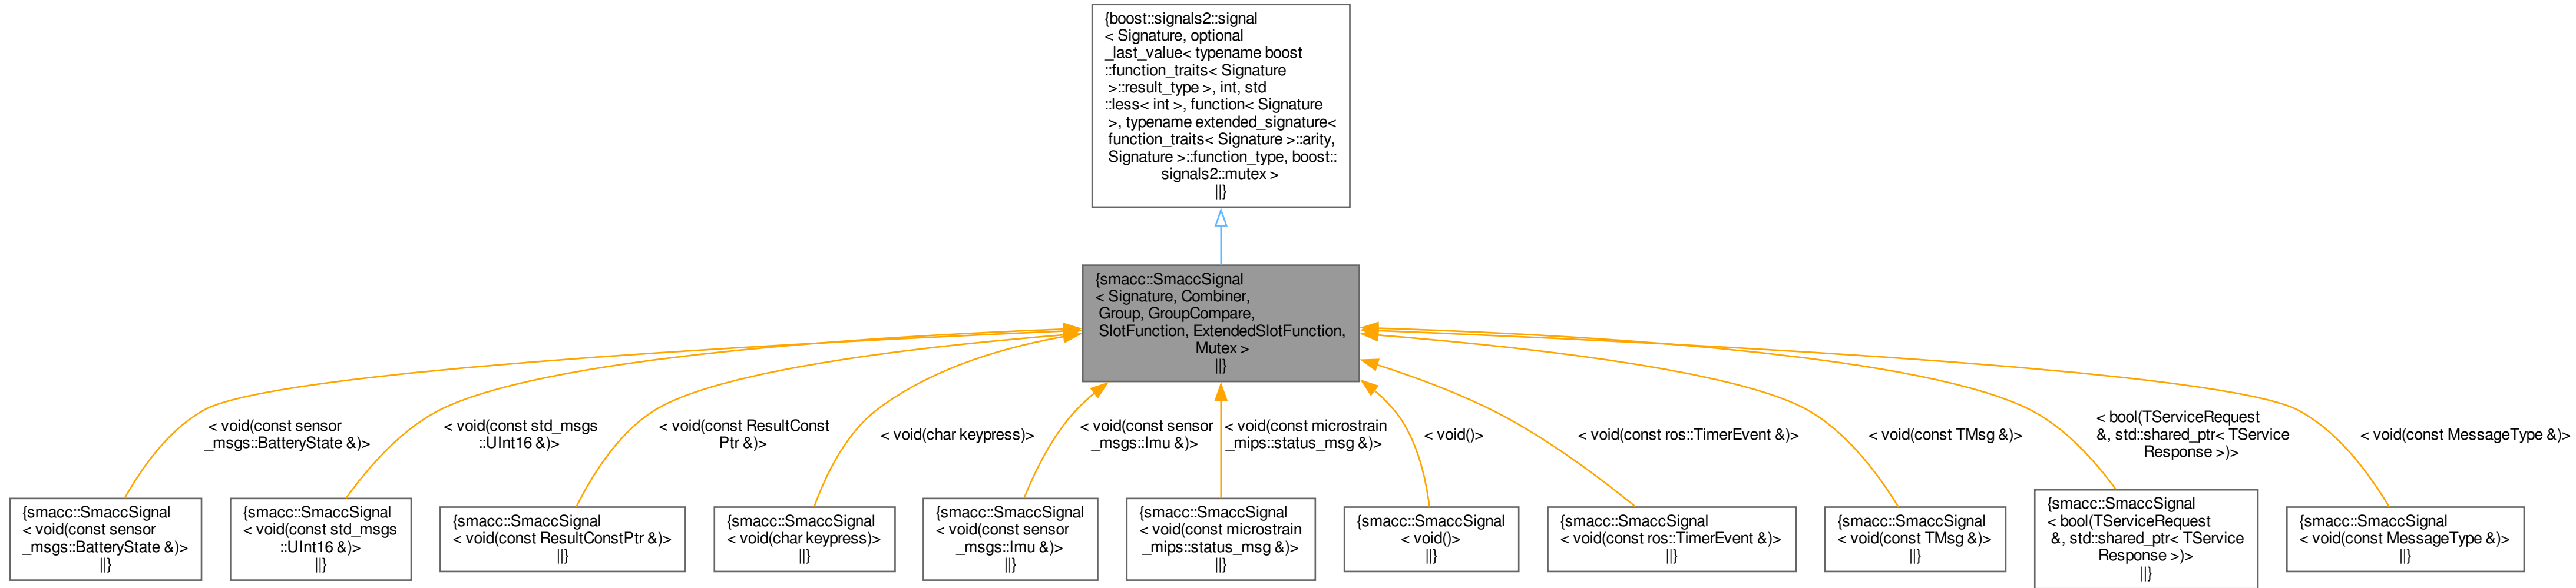 {boost::signals2::signal
< Signature, optional
_last_value< typename boost
::function_traits< Signature
>::result_type >, int, std
::less< int >, function< Signature
>, typename extended_signature<
function_traits< Signature >::arity,
Signature >::function_type, boost::
signals2::mutex >
||}
{smacc::SmaccSignal
< Signature, Combiner,
Group, GroupCompare,
SlotFunction, ExtendedSlotFunction,
Mutex >
||}
< void(const sensor
_msgs::BatteryState &)>
< void(const std_msgs
::UInt16 &)>
< void(const ResultConst
Ptr &)>
< void(char keypress)>
< void(const sensor
_msgs::Imu &)>
< void(const microstrain
_mips::status_msg &)>
< void()>
< void(const ros::TimerEvent &)>
< void(const TMsg &)>
< bool(TServiceRequest
&, std::shared_ptr< TService
Response >)>
< void(const MessageType &)>
{smacc::SmaccSignal
< void(const sensor
_msgs::BatteryState &)>
||}
{smacc::SmaccSignal
< void(const std_msgs
::UInt16 &)>
||}
{smacc::SmaccSignal
< void(const ResultConstPtr &)>
||}
{smacc::SmaccSignal
< void(char keypress)>
||}
{smacc::SmaccSignal
< void(const sensor
_msgs::Imu &)>
||}
{smacc::SmaccSignal
< void(const microstrain
_mips::status_msg &)>
||}
{smacc::SmaccSignal
< void()>
||}
{smacc::SmaccSignal
< void(const ros::TimerEvent &)>
||}
{smacc::SmaccSignal
< void(const TMsg &)>
||}
{smacc::SmaccSignal
< bool(TServiceRequest
&, std::shared_ptr< TService
Response >)>
||}
{smacc::SmaccSignal
< void(const MessageType &)>
||}